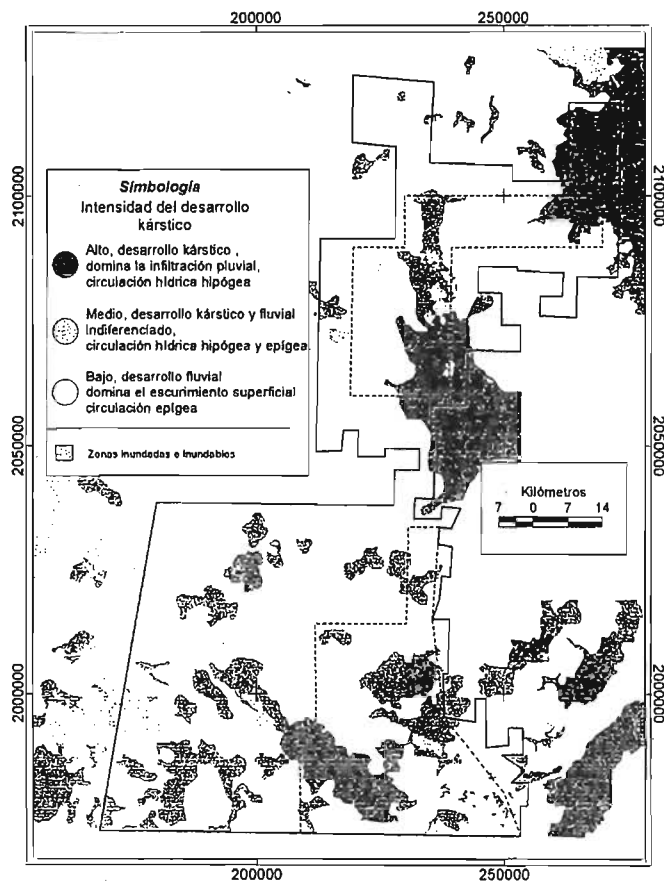 200000 250000
2100000 2100000
Simbología
Intensidad del desarrollo
kárstico
Alto, desarrollo kárstico ,
domina la infiltración pluvial,
circulación hídrica hipógea
Medio, desarrollo kárstico y fluvial
Indiferenciado,
circulación hídrica hipógea y epígea
Bajo, desarrollo fluvial
domina el escurrimiento superficial
circulación epígea
Zonas inundadas e inundables
2050000 2050000
Kilómetros
7 0 7 14
2000000 2000000
200000 250000